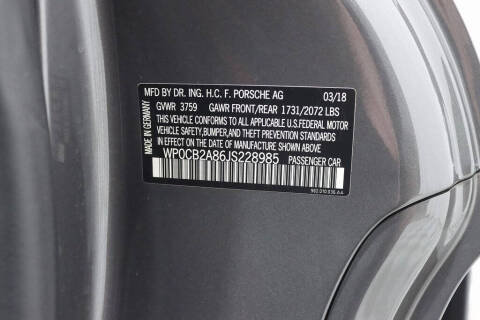 MFD BY DR. ING. H.C. F. PORSCHE AG 03/18
GVWR 3759 GAWR FRONT/REAR 1731/2072 LBS
THIS VEHICLE CONFORMS TO ALL APPLICABLE U.S.FEDERAL MOTOR
VEHICLE SAFETY,BUMPER,AND THEFT PREVENTION STANDARDS
IN EFFECT ON THE DATE OF MANUFACTURE SHOWN ABOVE.
WP0CB2A86JS228985 PASSENGER CAR
MADE IN GERMANY